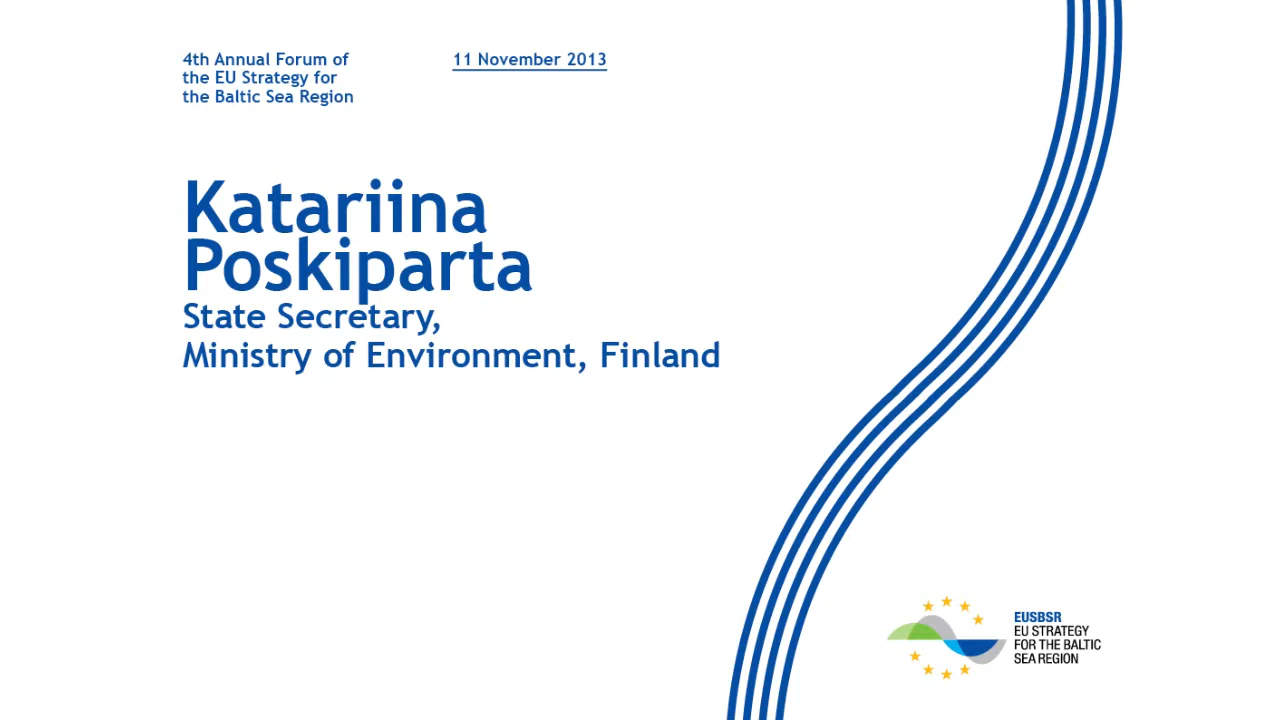 4th Annual Forum of
the EU Strategy for
the Baltic Sea Region
11 November 2013
Katariina
Poskiparta
State Secretary,
Ministry of Environment, Finland
EUSBSR
EU STRATEGY
FOR THE BALTIC
SEA REGION